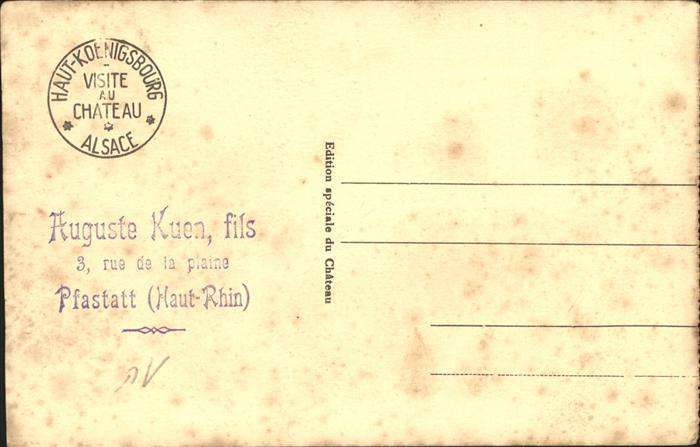 HAUT-KOENIGSBOURG
VISITE
AU
CHATEAU
ALSACE
Auguste Kuen, fils
3, rue de la plaine
Pfastatt (Haut-Rhin)
Edition spéciale du Château